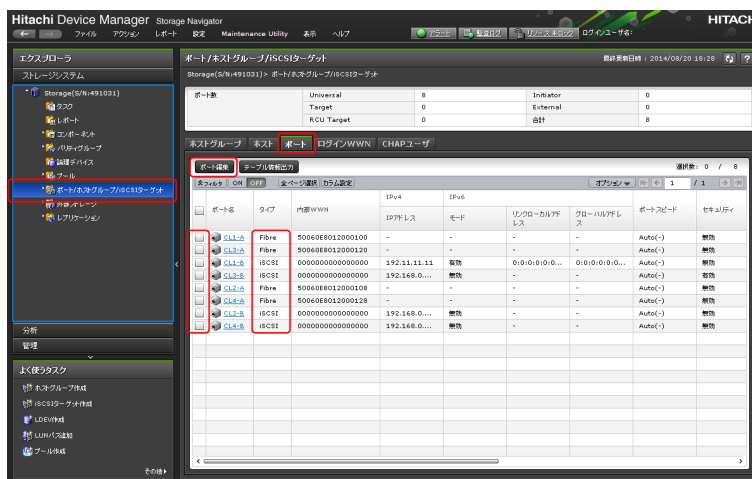 Hitachi Device Manager Storage Navigator
HITACHI
ファイル アクション レポート 設定 Maintenance Utility 表示 ヘルプ
アラート 監査ログ リソースロック ログインユーザ名:
エクスプローラ
ストレージシステム
Storage(S/N:491031)
タスク
レポート
コンポーネント
パリティグループ
論理デバイス
プール
ポート/ホストグループ/iSCSIターゲット
外部ストレージ
レプリケーション
分析
管理
よく使うタスク
ホストグループ作成
iSCSIターゲット作成
LDEV作成
LUNパス追加
プール作成
その他
ポート/ホストグループ/iSCSIターゲット
最終更新日時 : 2014/08/20 18:28
Storage(S/N:491031)> ポート/ホストグループ/iSCSIターゲット
ポート数 Universal 8 Initiator 0
Target 0 External 0
RCU Target 0 合計 8
ホストグループ ホスト ポート ログインWWN CHAPユーザ
ポート編集 テーブル情報出力 選択数: 0 / 8
フィルタ ON OFF 全ページ選択 カラム設定 オプション 1 / 1
IPv4 IPv6
ポート名 タイプ 内部WWN IPアドレス モード リンクローカルアドレス グローバルアドレス ポートスピード セキュリティ
CL1-A Fibre 50060E8012000100 - - - - Auto(-) 無効
CL3-A Fibre 50060E8012000120 - - - - Auto(-) 無効
CL1-B iSCSI 0000000000000000 192.11.11.11 有効 0:0:0:0:0:0... 0:0:0:0:0:0... Auto(-) 無効
CL3-B iSCSI 0000000000000000 192.168.0.... 無効 - - Auto(-) 有効
CL2-A Fibre 50060E8012000108 - - - - Auto(-) 無効
CL4-A Fibre 50060E8012000128 - - - - Auto(-) 無効
CL2-B iSCSI 0000000000000000 192.168.0.... 無効 - - Auto(-) 無効
CL4-B iSCSI 0000000000000000 192.168.0.... 無効 - - Auto(-) 無効